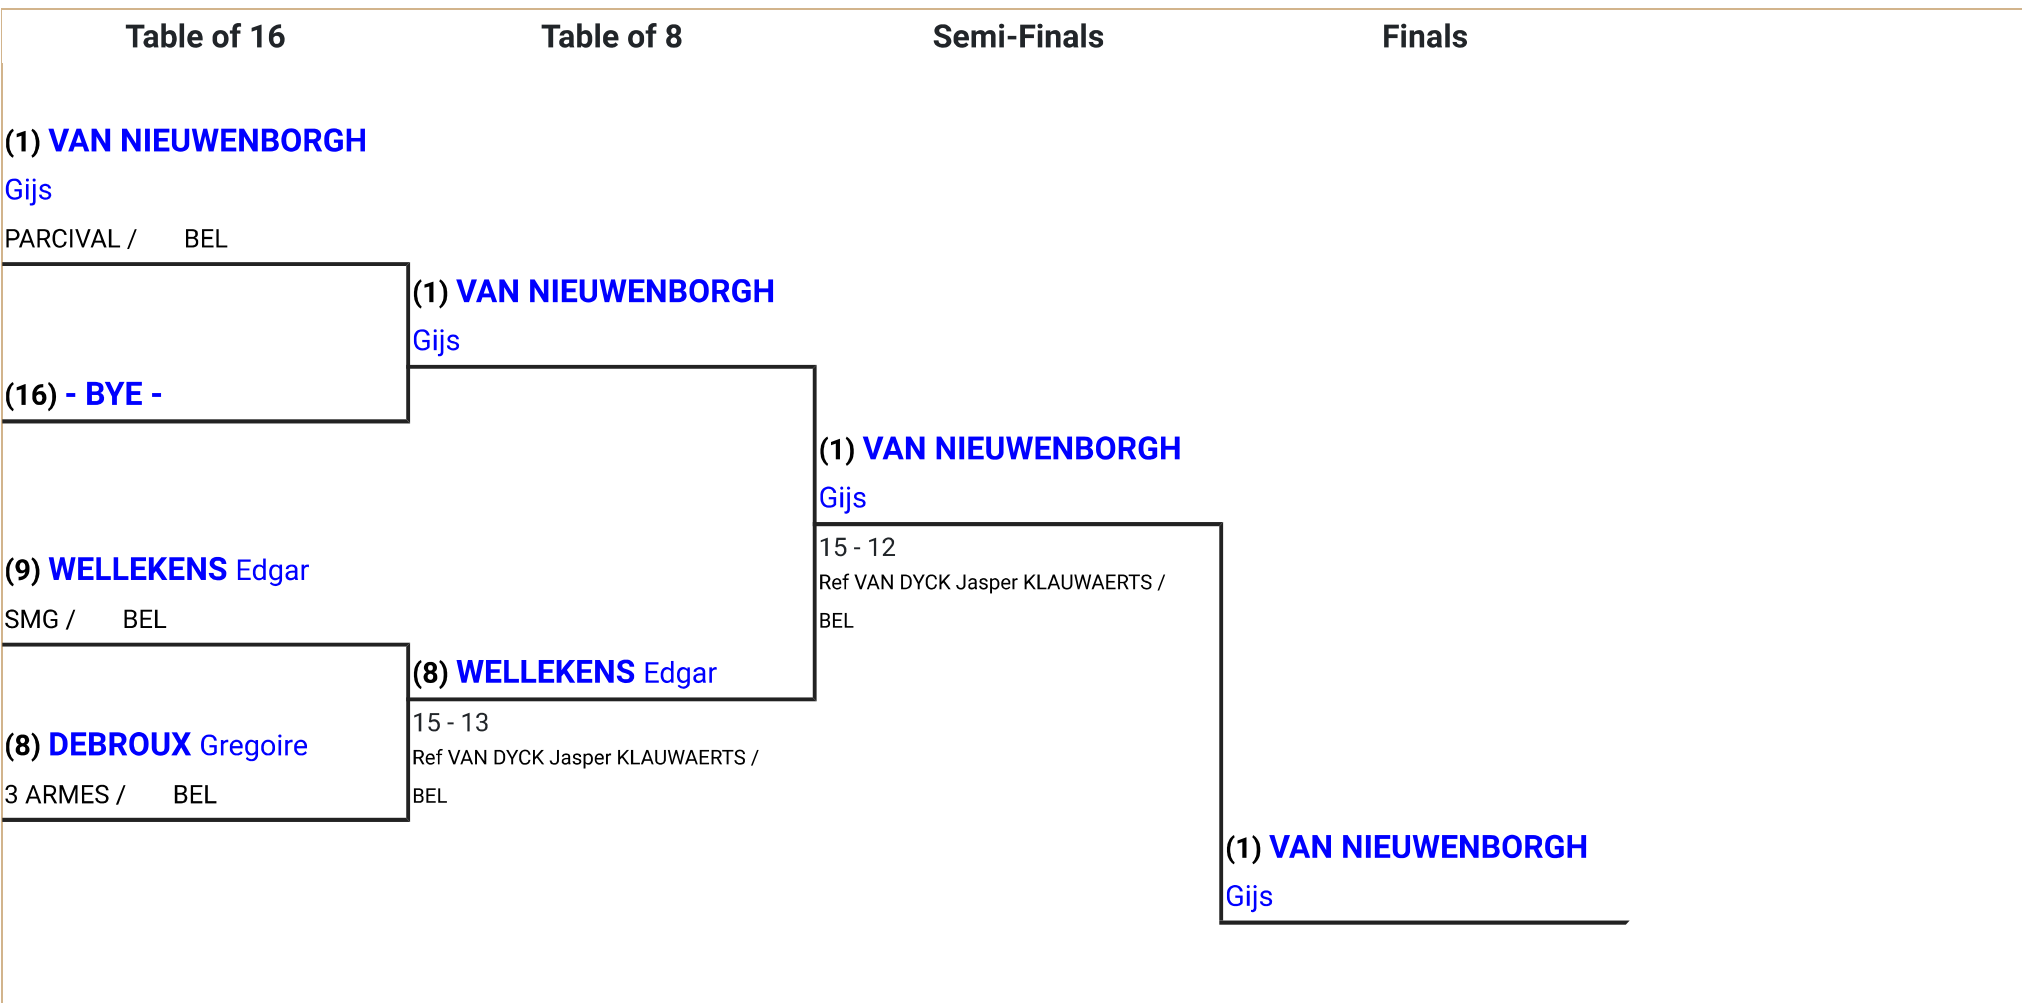 Table of 16
Table of 8
Semi-Finals
Finals
(1) VAN NIEUWENBORGH
Gijs
PARCIVAL / BEL
(16) - BYE -
(9) WELLEKENS Edgar
SMG / BEL
(8) DEBROUX Gregoire
3 ARMES / BEL
(1) VAN NIEUWENBORGH
Gijs
(8) WELLEKENS Edgar
15 - 13
Ref VAN DYCK Jasper KLAUWAERTS /
BEL
(1) VAN NIEUWENBORGH
Gijs
15 - 12
Ref VAN DYCK Jasper KLAUWAERTS /
BEL
(1) VAN NIEUWENBORGH
Gijs